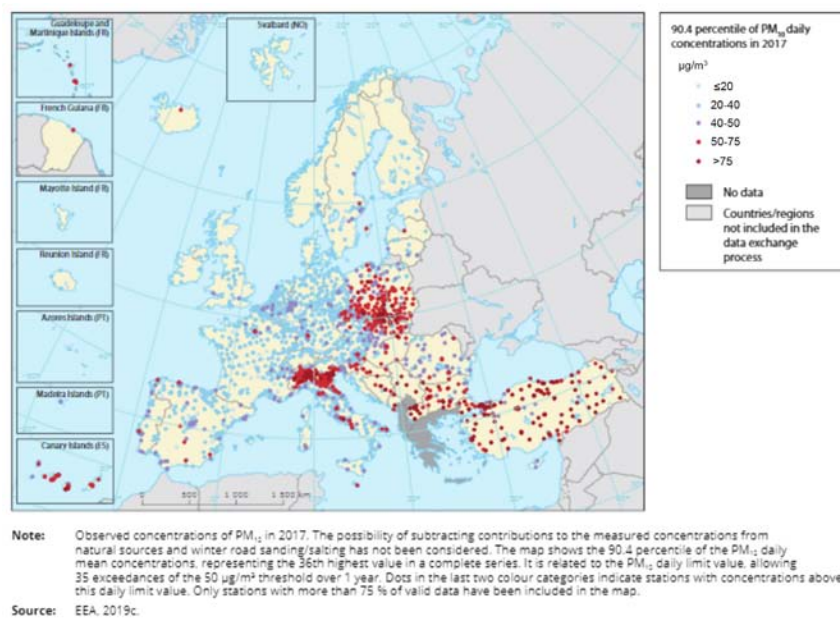 Guadeloupe and
Martinique Islands (FR)
Svalbard (NO)
French Guiana (FR)
Mayotte Island (FR)
Reunion Island (FR)
Azores Islands (PT)
Madeira Islands (PT)
Canary Islands (ES)
0 500 1 000 1 500 km
90.4 percentile of PM₁₀ daily
concentrations in 2017
µg/m³
≤20
20-40
40-50
50-75
>75
No data
Countries/regions
not included in the
data exchange
process
Note: Observed concentrations of PM₁₀ in 2017. The possibility of subtracting contributions to the measured concentrations from
natural sources and winter road sanding/salting has not been considered. The map shows the 90.4 percentile of the PM₁₀ daily
mean concentrations, representing the 36th highest value in a complete series. It is related to the PM₁₀ daily limit value, allowing
35 exceedances of the 50 µg/m³ threshold over 1 year. Dots in the last two colour categories indicate stations with concentrations above
this daily limit value. Only stations with more than 75 % of valid data have been included in the map.
Source: EEA, 2019c.